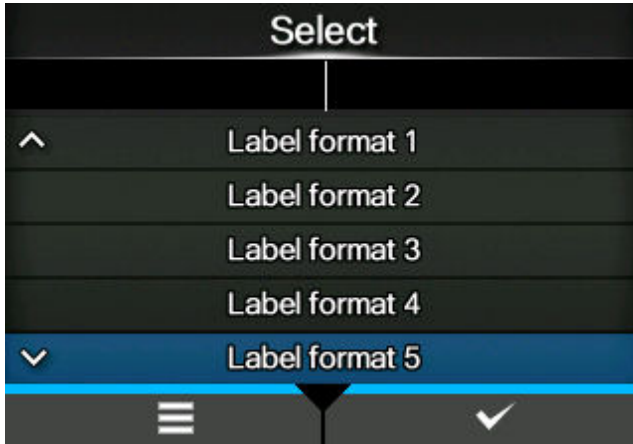 Select
Label format 1
Label format 2
Label format 3
Label format 4
Label format 5